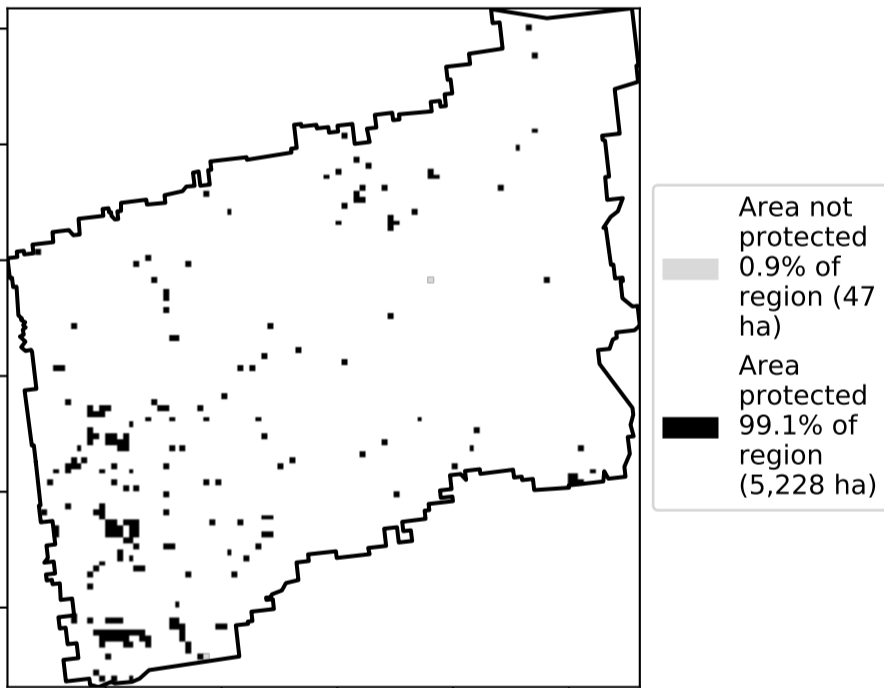 Area not
protected
0.9% of
region (47
ha)
Area
protected
99.1% of
region
(5,228 ha)